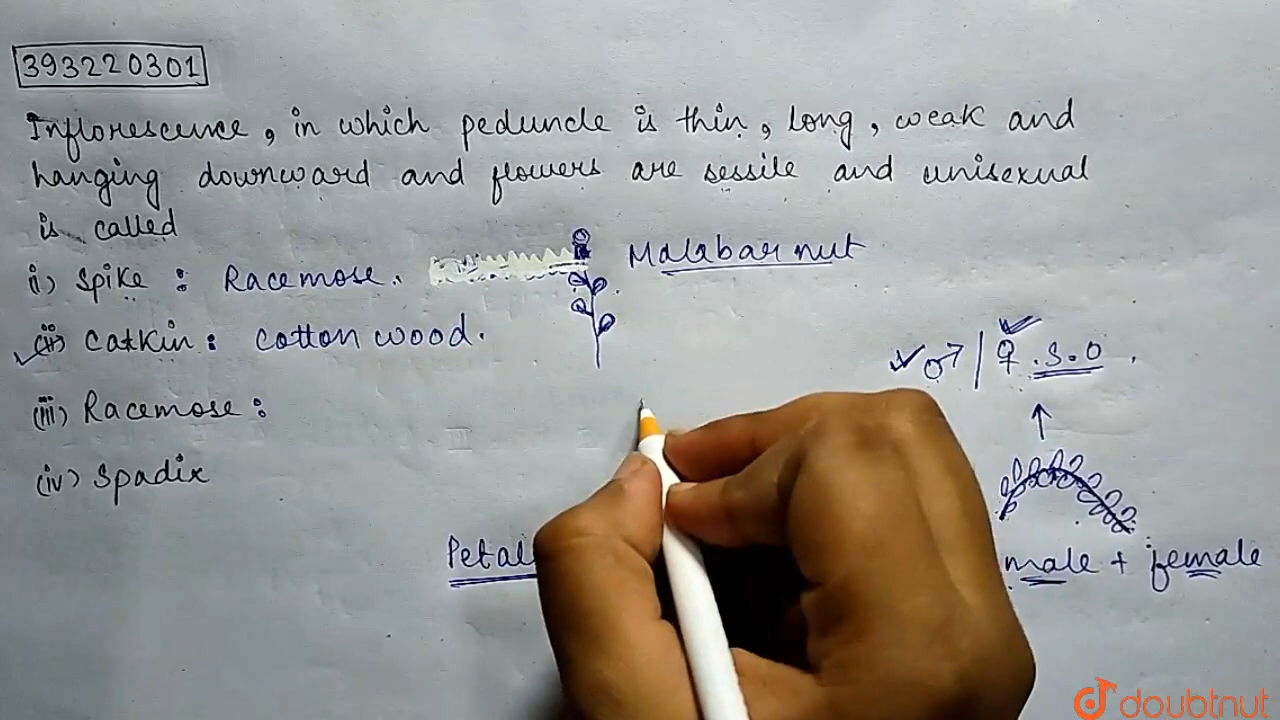 393220301
Inflorescence, in which peduncle is thin, long, weak and
hanging downward and flowers are sessile and unisexual
is called
(i) Spike : Racemose.
Malabar nut
(ii) Catkin : Cotton wood.
♂ / ♀ . S . O .
(iii) Racemose :
(iv) Spadix
Petal
male + female
doubtnut